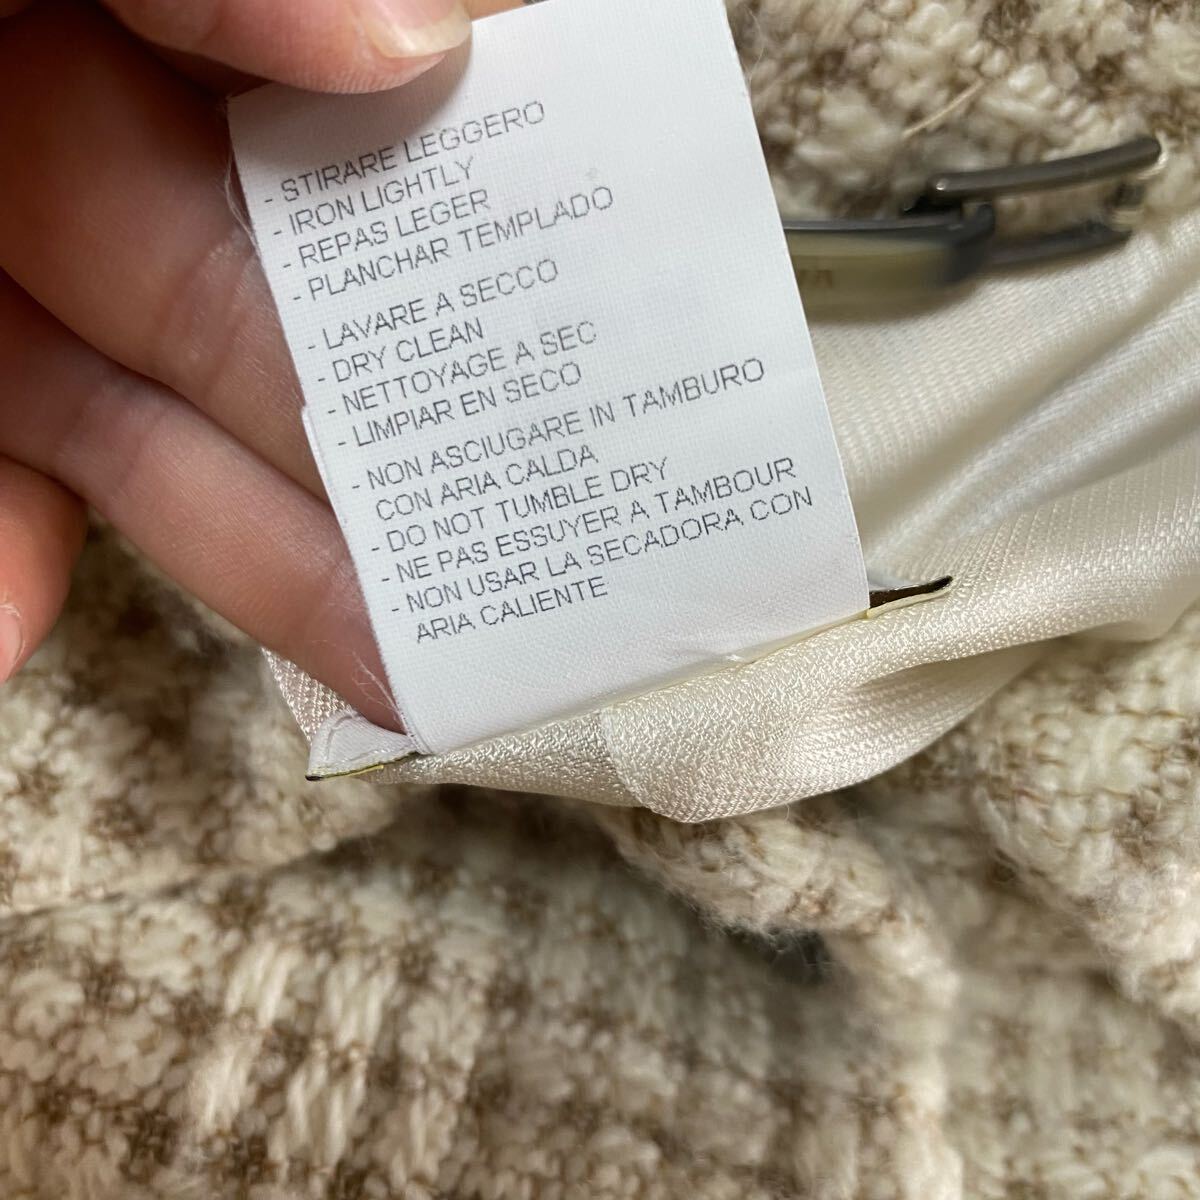 - STIRARE LEGGERO
- IRON LIGHTLY
- REPAS LEGER
- PLANCHAR TEMPLADO
- LAVARE A SECCO
- DRY CLEAN
- NETTOYAGE A SEC
- LIMPIAR EN SECO
- NON ASCIUGARE IN TAMBURO
CON ARIA CALDA
- DO NOT TUMBLE DRY
- NE PAS ESSUYER A TAMBOUR
- NON USAR LA SECADORA CON
ARIA CALIENTE